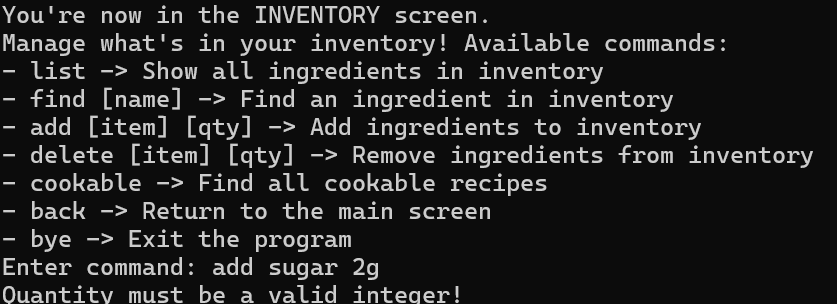 You're now in the INVENTORY screen.
Manage what's in your inventory! Available commands:
- list -> Show all ingredients in inventory
- find [name] -> Find an ingredient in inventory
- add [item] [qty] -> Add ingredients to inventory
- delete [item] [qty] -> Remove ingredients from inventory
- cookable -> Find all cookable recipes
- back -> Return to the main screen
- bye -> Exit the program
Enter command: add sugar 2g
Quantity must be a valid integer!